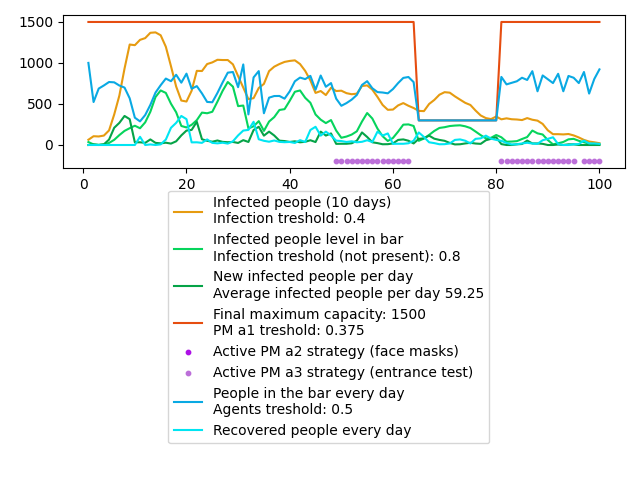 1500
1000
500
0
0 20 40 60 80 100
Infected people (10 days)
Infection treshold: 0.4
Infected people level in bar
Infection treshold (not present): 0.8
New infected people per day
Average infected people per day 59.25
Final maximum capacity: 1500
PM a1 treshold: 0.375
Active PM a2 strategy (face masks)
Active PM a3 strategy (entrance test)
People in the bar every day
Agents treshold: 0.5
Recovered people every day